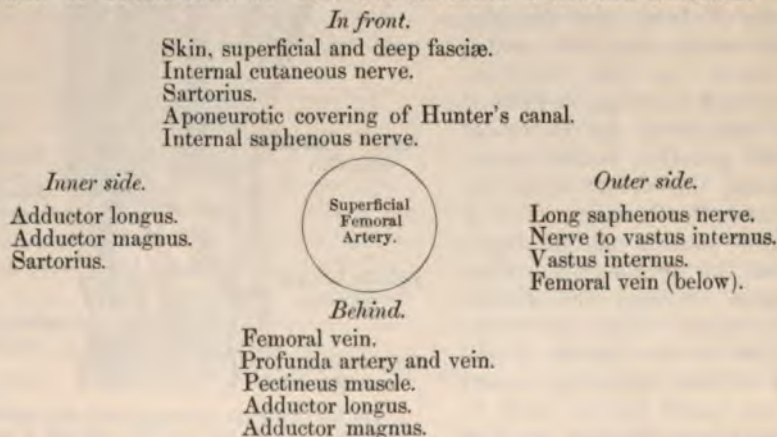 In front.
Skin, superficial and deep fasciæ.
Internal cutaneous nerve.
Sartorius.
Aponeurotic covering of Hunter's canal.
Internal saphenous nerve.
Inner side.
Adductor longus.
Adductor magnus.
Sartorius.
Superficial
Femoral
Artery.
Outer side.
Long saphenous nerve.
Nerve to vastus internus.
Vastus internus.
Femoral vein (below).
Behind.
Femoral vein.
Profunda artery and vein.
Pectineus muscle.
Adductor longus.
Adductor magnus.